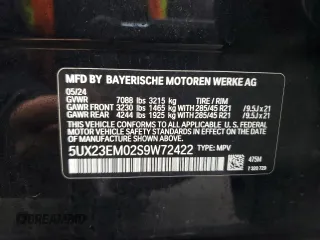 MFD BY BAYERISCHE MOTOREN WERKE AG
05/24
GVWR 7088 lbs 3215 kg TIRE / RIM
GAWR FRONT 3230 lbs 1465 kg with 285/45 R21 /9.5J x 21
GAWR REAR 4244 lbs 1925 kg with 285/45 R21 /9.5J x 21
THIS VEHICLE CONFORMS TO ALL APPLICABLE
U.S. FEDERAL MOTOR VEHICLE SAFETY STANDARDS
IN EFFECT ON THE DATE OF MANUFACTURE SHOWN ABOVE.
5UX23EM02S9W72422 TYPE: MPV
475M